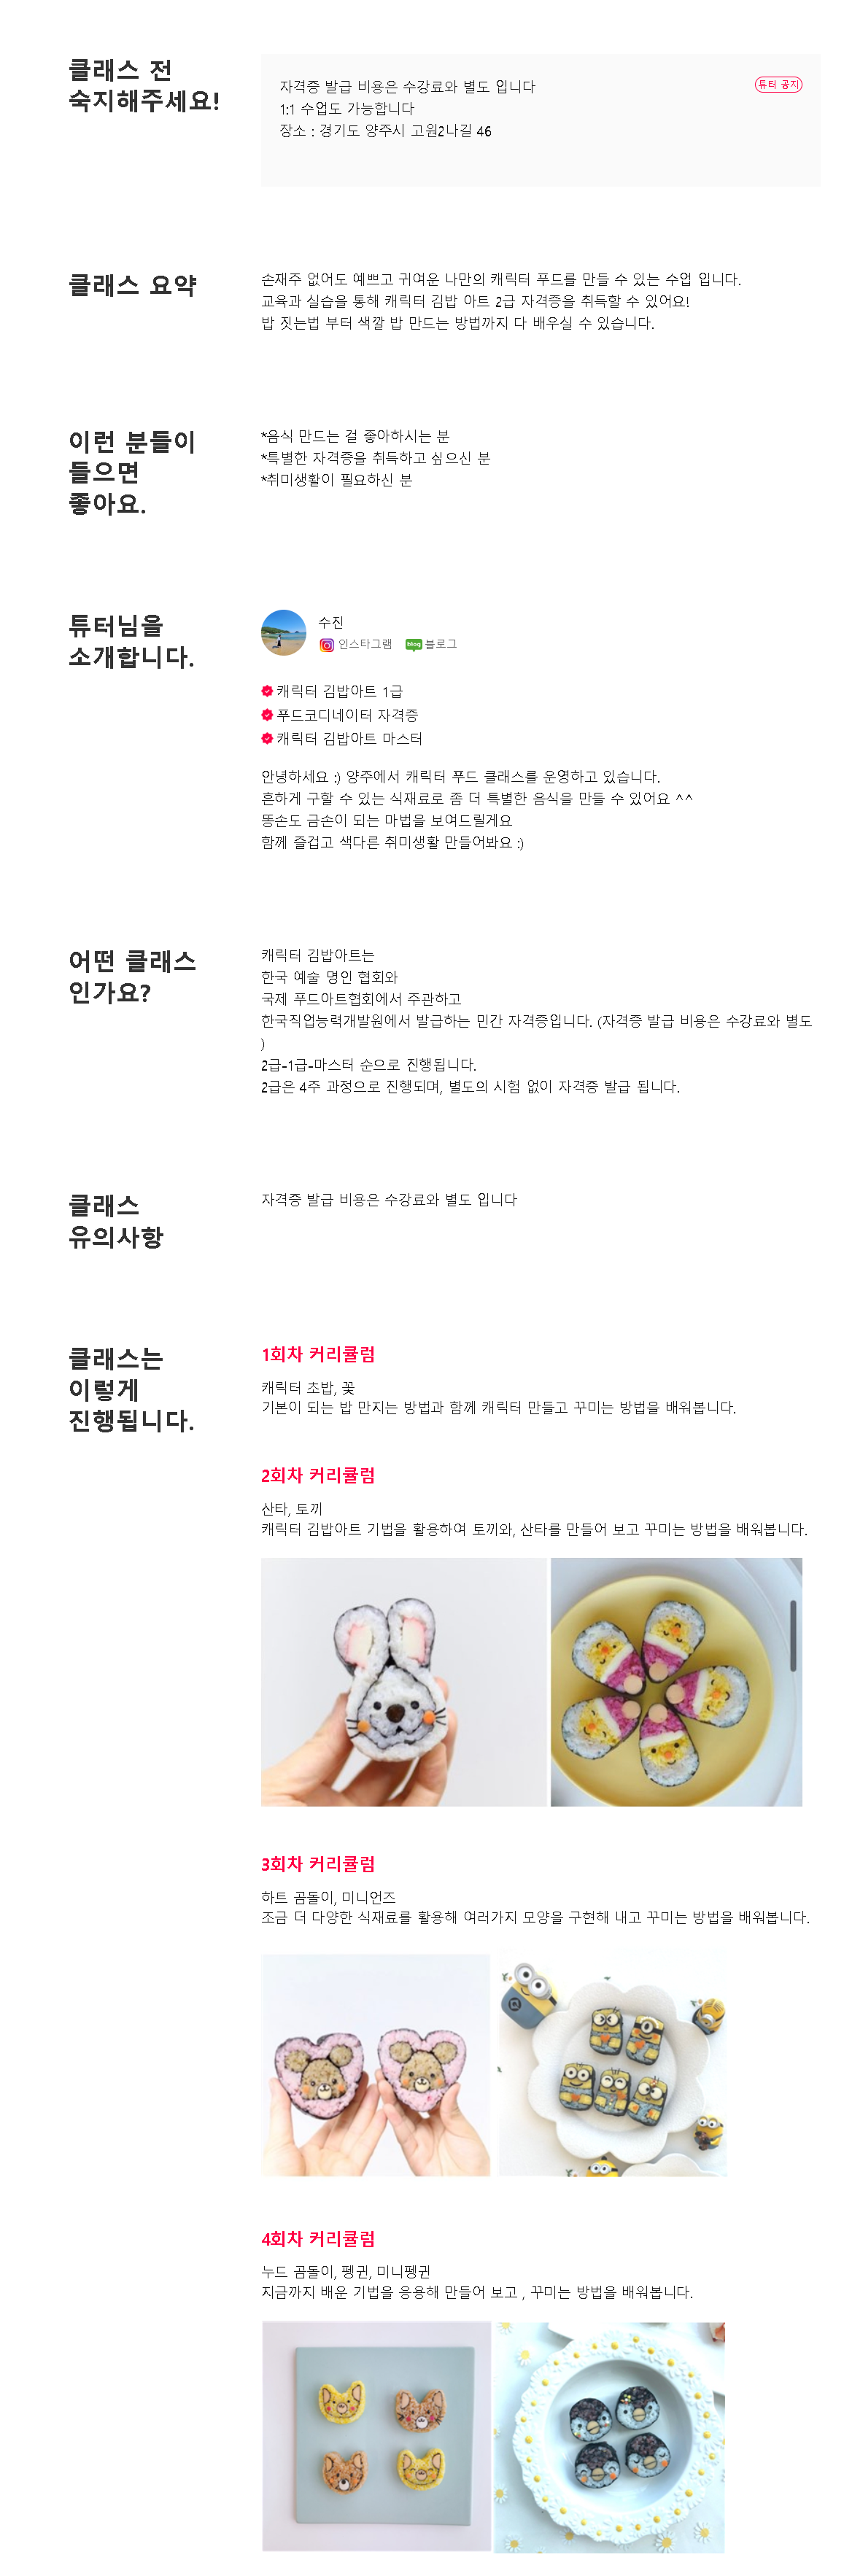 클래스 전
숙지해주세요!
자격증 발급 비용은 수강료와 별도 입니다
튜터 공지
1:1 수업도 가능합니다
장소 : 경기도 양주시 고원2나길 46
클래스 요약
손재주 없어도 예쁘고 귀여운 나만의 캐릭터 푸드를 만들 수 있는 수업 입니다.
교육과 실습을 통해 캐릭터 김밥 아트 2급 자격증을 취득할 수 있어요!
밥 짓는법 부터 색깔 밥 만드는 방법까지 다 배우실 수 있습니다.
이런 분들이
들으면
좋아요.
*음식 만드는 걸 좋아하시는 분
*특별한 자격증을 취득하고 싶으신 분
*취미생활이 필요하신 분
튜터님을
소개합니다.
수진
인스타그램 blog 블로그
캐릭터 김밥아트 1급
푸드코디네이터 자격증
캐릭터 김밥아트 마스터
안녕하세요 :) 양주에서 캐릭터 푸드 클래스를 운영하고 있습니다.
흔하게 구할 수 있는 식재료로 좀 더 특별한 음식을 만들 수 있어요 ^^
똥손도 금손이 되는 마법을 보여드릴게요
함께 즐겁고 색다른 취미생활 만들어봐요 :)
어떤 클래스
인가요?
캐릭터 김밥아트는
한국 예술 명인 협회와
국제 푸드아트협회에서 주관하고
한국직업능력개발원에서 발급하는 민간 자격증입니다. (자격증 발급 비용은 수강료와 별도
)
2급-1급-마스터 순으로 진행됩니다.
2급은 4주 과정으로 진행되며, 별도의 시험 없이 자격증 발급 됩니다.
클래스
유의사항
자격증 발급 비용은 수강료와 별도 입니다
클래스는
이렇게
진행됩니다.
1회차 커리큘럼
캐릭터 초밥, 꽃
기본이 되는 밥 만지는 방법과 함께 캐릭터 만들고 꾸미는 방법을 배워봅니다.
2회차 커리큘럼
산타, 토끼
캐릭터 김밥아트 기법을 활용하여 토끼와, 산타를 만들어 보고 꾸미는 방법을 배워봅니다.
3회차 커리큘럼
하트 곰돌이, 미니언즈
조금 더 다양한 식재료를 활용해 여러가지 모양을 구현해 내고 꾸미는 방법을 배워봅니다.
4회차 커리큘럼
누드 곰돌이, 펭귄, 미니펭귄
지금까지 배운 기법을 응용해 만들어 보고 , 꾸미는 방법을 배워봅니다.